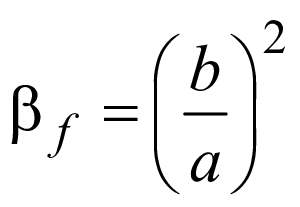 β_f = (b/a)^2